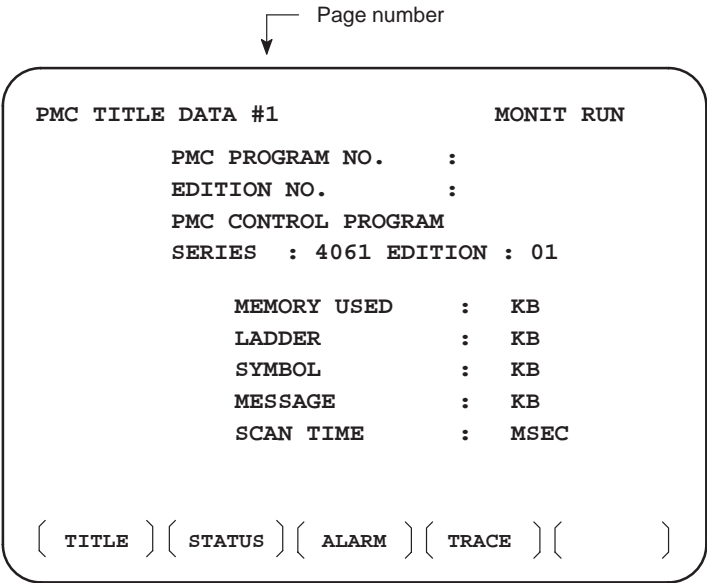 Page number
PMC TITLE DATA #1 MONIT RUN
PMC PROGRAM NO. :
EDITION NO. :
PMC CONTROL PROGRAM
SERIES : 4061 EDITION : 01
MEMORY USED : KB
LADDER : KB
SYMBOL : KB
MESSAGE : KB
SCAN TIME : MSEC
( TITLE ) ( STATUS ) ( ALARM ) ( TRACE ) ( )